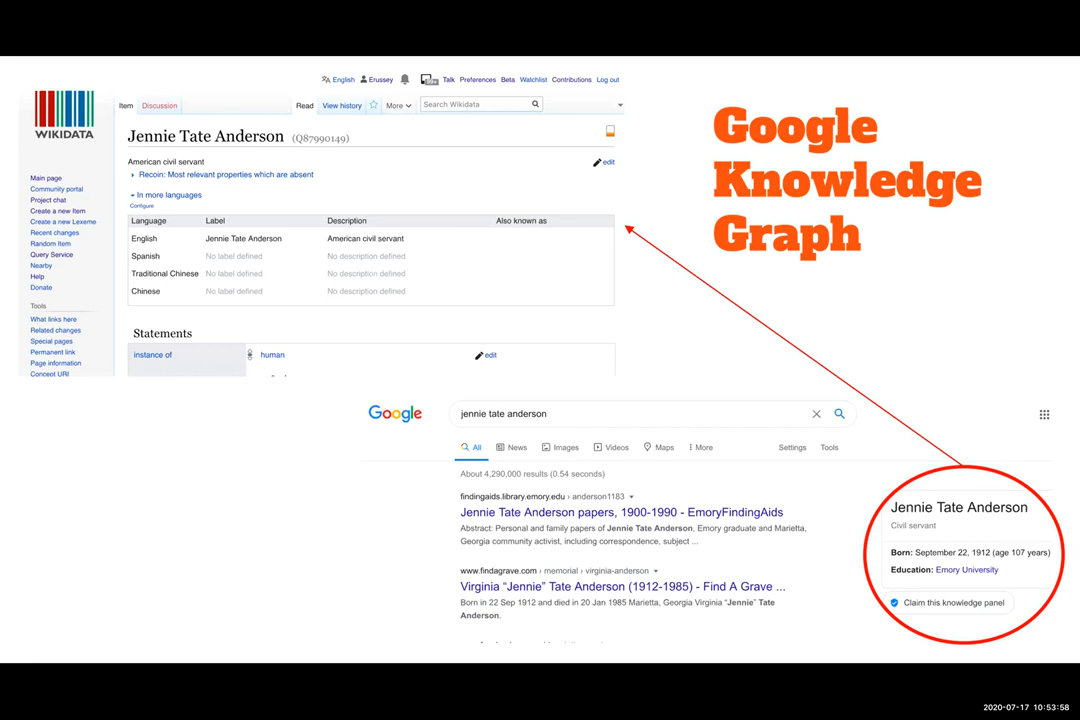 English Erussey 99+ Talk Preferences Beta Watchlist Contributions Log out
WIKIDATA
Item Discussion Read View history More Search Wikidata
Jennie Tate Anderson (Q87990149)
American civil servant
edit
Recoin: Most relevant properties which are absent
In more languages
Configure
Language Label Description Also known as
English Jennie Tate Anderson American civil servant
Spanish No label defined No description defined
Traditional Chinese No label defined No description defined
Chinese No label defined No description defined
Statements
instance of human edit
Main page
Community portal
Project chat
Create a new Item
Create a new Lexeme
Recent changes
Random Item
Query Service
Nearby
Help
Donate
Tools
What links here
Related changes
Special pages
Permanent link
Page information
Concept URI
Google
Knowledge
Graph
Google jennie tate anderson
All News Images Videos Maps More Settings Tools
About 4,290,000 results (0.54 seconds)
findingaids.library.emory.edu › anderson1183
Jennie Tate Anderson papers, 1900-1990 - EmoryFindingAids
Abstract: Personal and family papers of Jennie Tate Anderson, Emory graduate and Marietta,
Georgia community activist, including correspondence, subject ...
www.findagrave.com › memorial › virginia-anderson
Virginia “Jennie” Tate Anderson (1912-1985) - Find A Grave ...
Born in 22 Sep 1912 and died in 20 Jan 1985 Marietta, Georgia Virginia “Jennie” Tate
Anderson.
Jennie Tate Anderson
Civil servant
Born: September 22, 1912 (age 107 years)
Education: Emory University
Claim this knowledge panel
2020-07-17 10:53:58